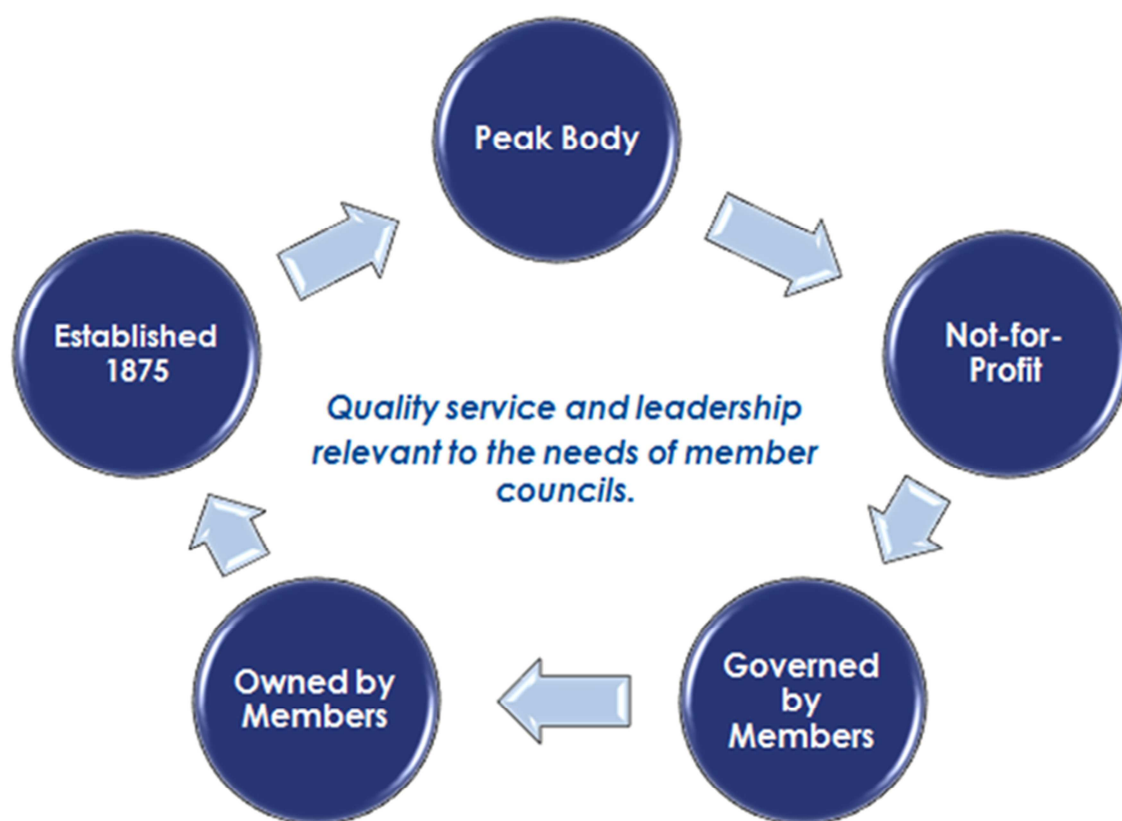 Peak Body
Established
1875
Not-for-
Profit
Quality service and leadership
relevant to the needs of member
councils.
Owned by
Members
Governed
by
Members